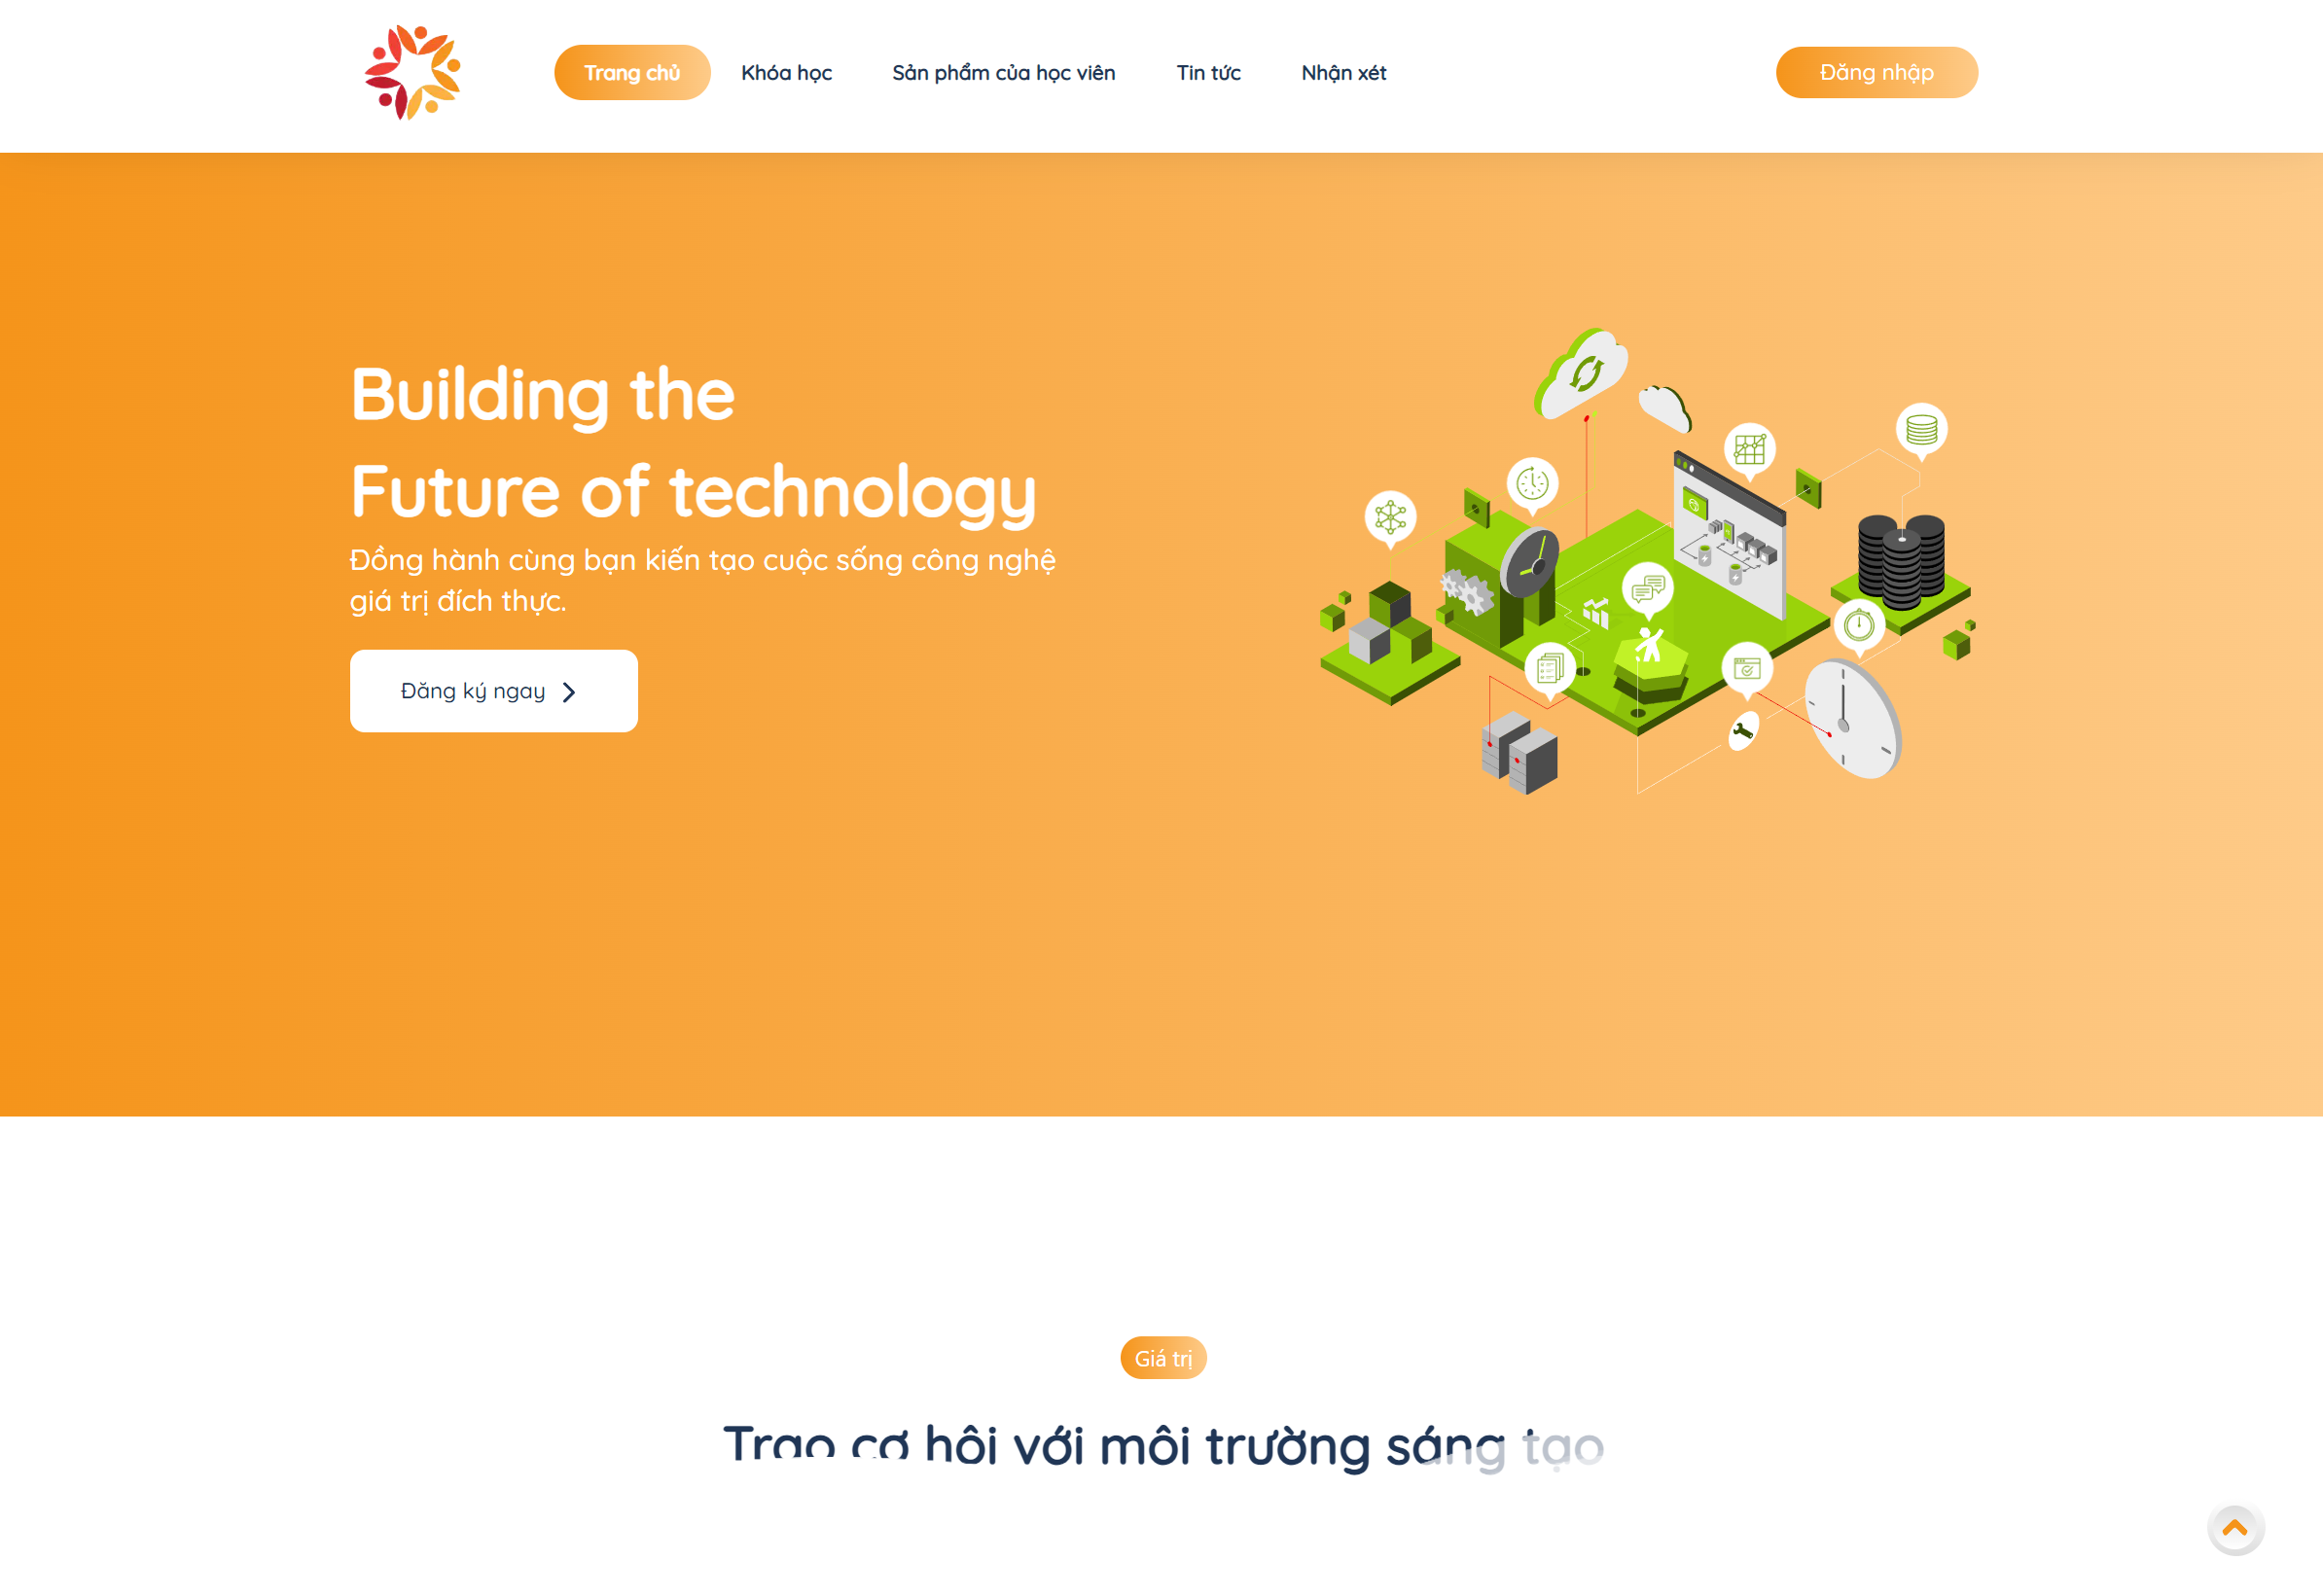 Trang chủ
Khóa học
Sản phẩm của học viên
Tin tức
Nhận xét
Đăng nhập
Building the
Future of technology
Đồng hành cùng bạn kiến tạo cuộc sống công nghệ
giá trị đích thực.
Đăng ký ngay
Giá trị
Trao cơ hội với môi trường sáng tạo